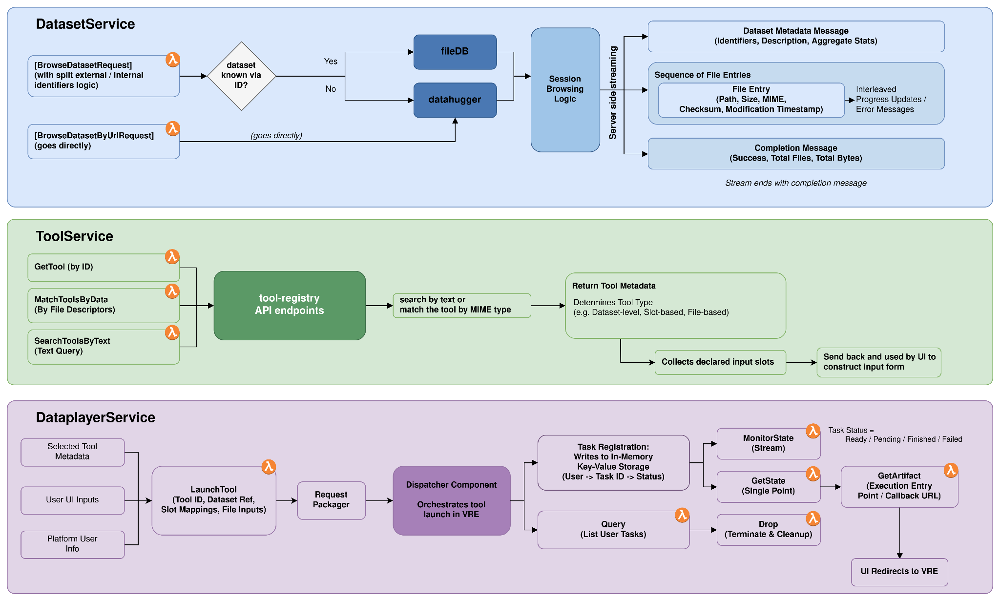 DatasetService
[BrowseDatasetRequest]
(with split external / internal
identifiers logic)
λ
dataset
known via
ID?
Yes
No
fileDB
datahugger
[BrowseDatasetByUrlRequest]
(goes directly)
λ
(goes directly)
Session
Browsing
Logic
Server side streaming
Dataset Metadata Message
(Identifiers, Description, Aggregate Stats)
Sequence of File Entries
File Entry
(Path, Size, MIME,
Checksum, Modification Timestamp)
Interleaved
Progress Updates /
Error Messages
Completion Message
(Success, Total Files, Total Bytes)
Stream ends with completion message
ToolService
GetTool (by ID)
λ
MatchToolsByData
(By File Descriptors)
λ
SearchToolsByText
(Text Query)
λ
tool-registry
API endpoints
search by text or
match the tool by MIME type
Return Tool Metadata
Determines Tool Type
(e.g. Dataset-level, Slot-based, File-based)
Collects declared input slots
Send back and used by UI to
construct input form
DataplayerService
Selected Tool
Metadata
User UI Inputs
Platform User
Info
LaunchTool
(Tool ID, Dataset Ref,
Slot Mappings, File Inputs)
λ
Request
Packager
Dispatcher Component
Orchestrates tool
launch in VRE
Task Registration:
Writes to In-Memory
Key-Value Storage
(User -> Task ID -> Status)
Query
(List User Tasks)
λ
MonitorState
(Stream)
λ
Task Status =
Ready / Pending / Finished / Failed
GetState
(Single Point)
λ
GetArtifact
(Execution Entry
Point / Callback URL)
λ
Drop
(Terminate & Cleanup)
λ
UI Redirects to VRE